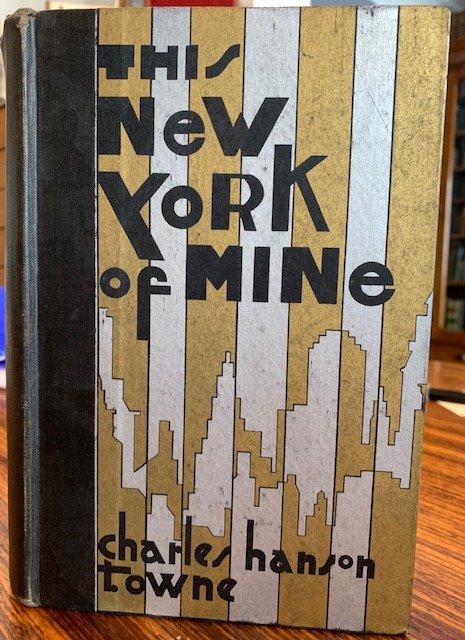 THIS
NeW
YORK
of MINe
charles hanson
towne